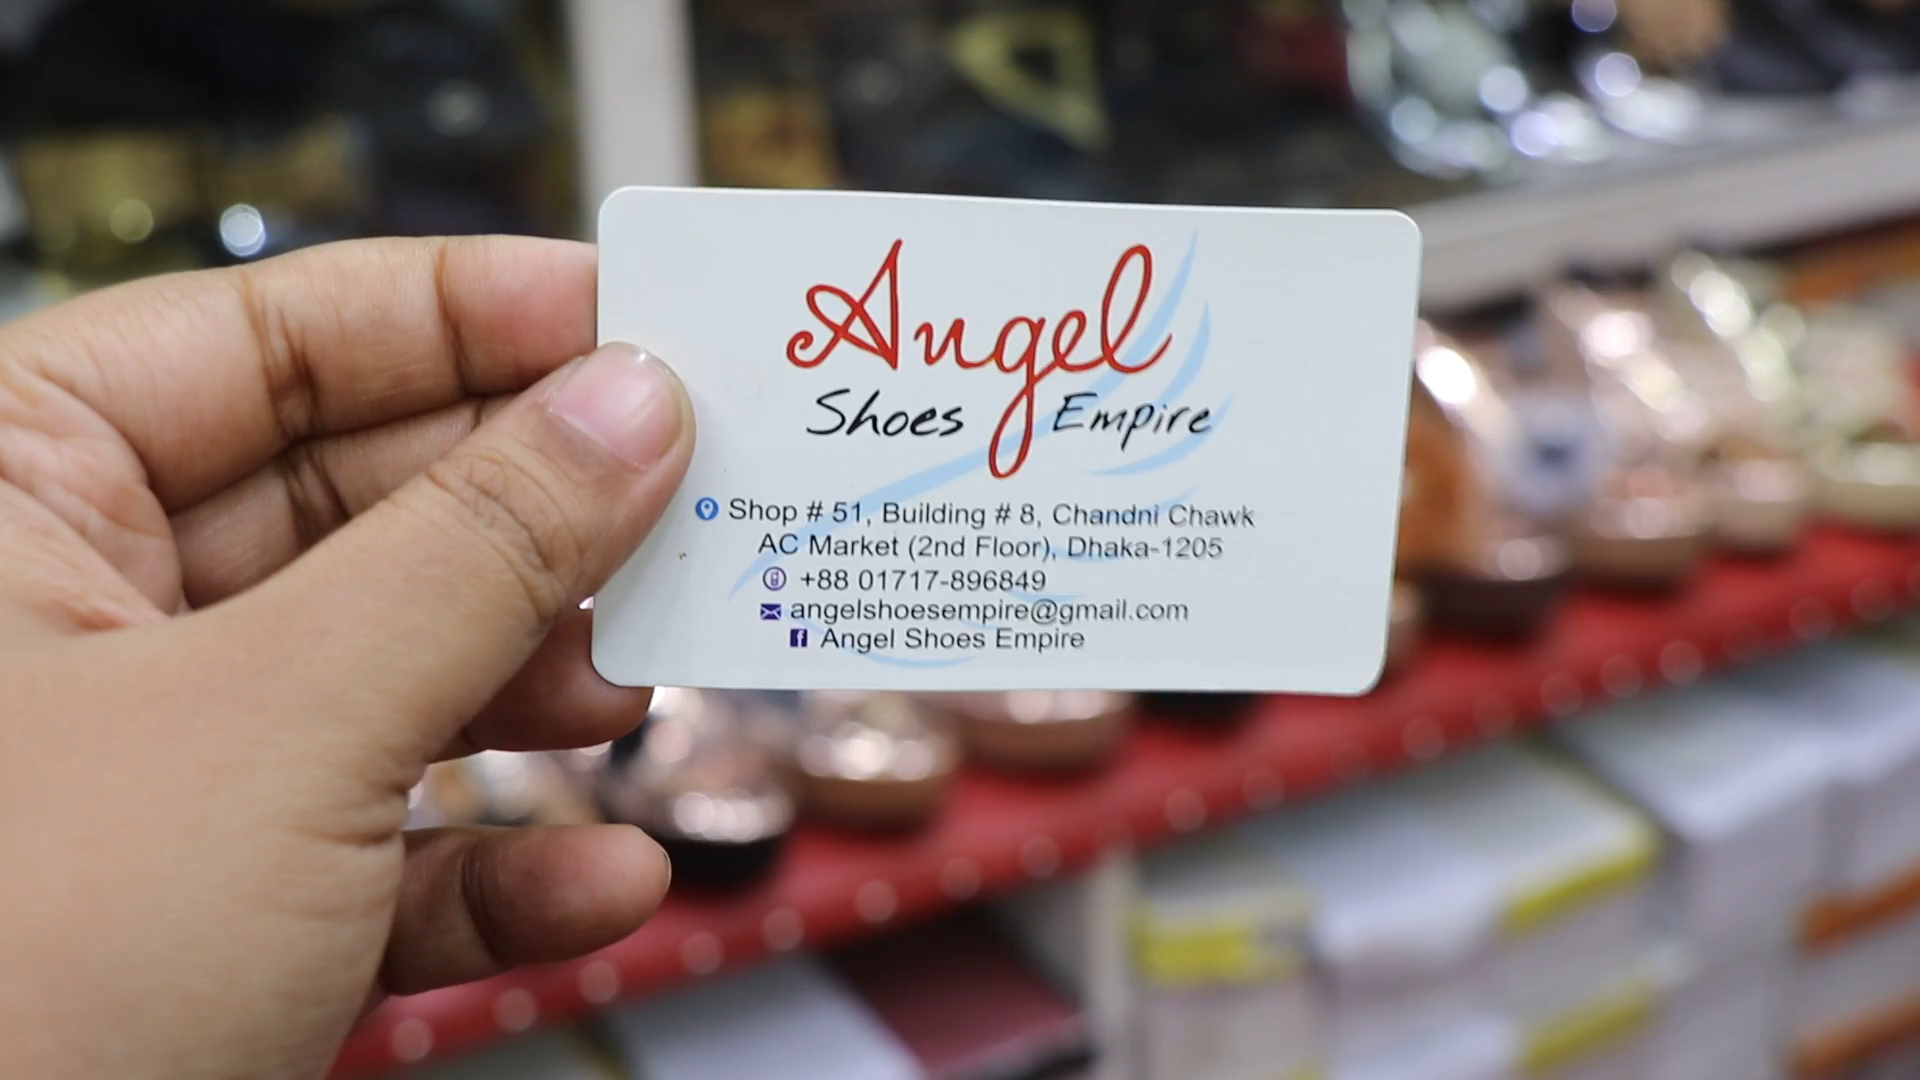 Angel
Shoes Empire
Shop # 51, Building # 8, Chandni Chawk
AC Market (2nd Floor), Dhaka-1205
+88 01717-896849
angelshoesempire@gmail.com
Angel Shoes Empire